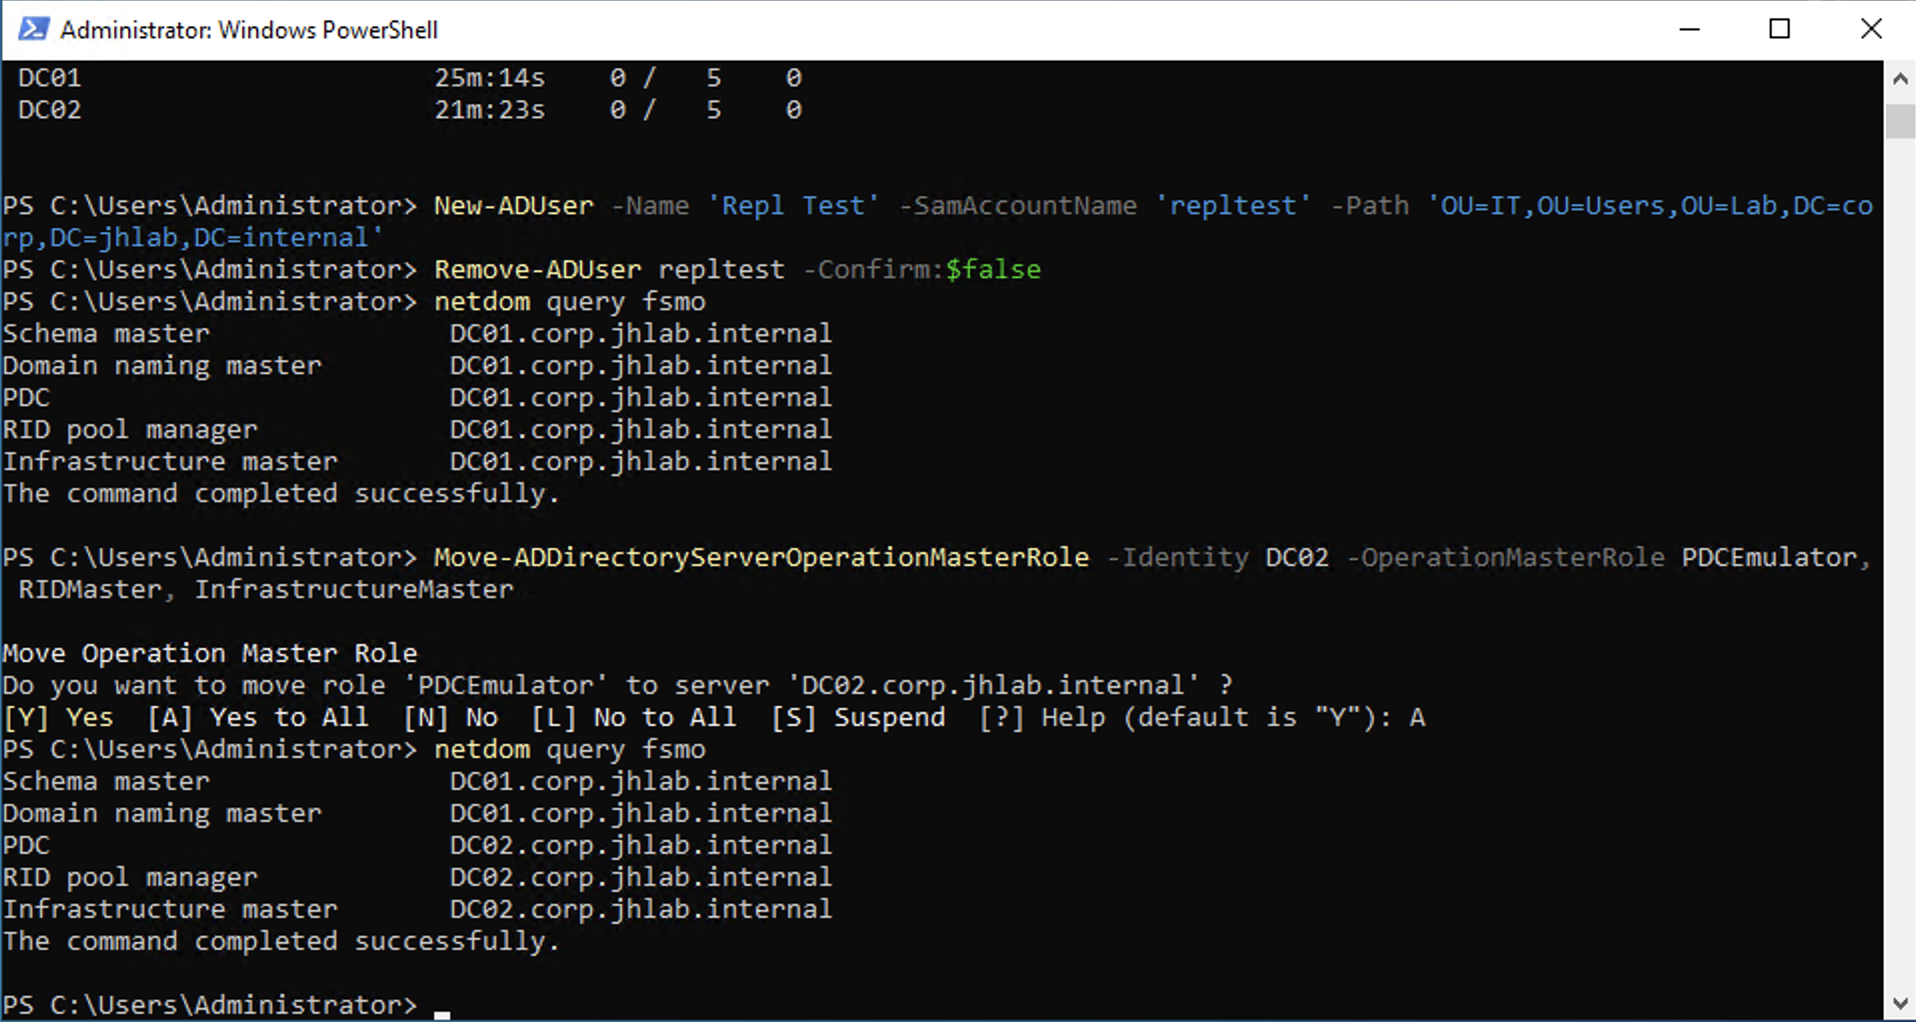 Administrator: Windows PowerShell
DC01 25m:14s 0 / 5 0
DC02 21m:23s 0 / 5 0
PS C:\Users\Administrator> New-ADUser -Name 'Repl Test' -SamAccountName 'repltest' -Path 'OU=IT,OU=Users,OU=Lab,DC=co
rp,DC=jhlab,DC=internal'
PS C:\Users\Administrator> Remove-ADUser repltest -Confirm:$false
PS C:\Users\Administrator> netdom query fsmo
Schema master DC01.corp.jhlab.internal
Domain naming master DC01.corp.jhlab.internal
PDC DC01.corp.jhlab.internal
RID pool manager DC01.corp.jhlab.internal
Infrastructure master DC01.corp.jhlab.internal
The command completed successfully.
PS C:\Users\Administrator> Move-ADDirectoryServerOperationMasterRole -Identity DC02 -OperationMasterRole PDCEmulator,
RIDMaster, InfrastructureMaster
Move Operation Master Role
Do you want to move role 'PDCEmulator' to server 'DC02.corp.jhlab.internal' ?
[Y] Yes [A] Yes to All [N] No [L] No to All [S] Suspend [?] Help (default is "Y"): A
PS C:\Users\Administrator> netdom query fsmo
Schema master DC01.corp.jhlab.internal
Domain naming master DC01.corp.jhlab.internal
PDC DC02.corp.jhlab.internal
RID pool manager DC02.corp.jhlab.internal
Infrastructure master DC02.corp.jhlab.internal
The command completed successfully.
PS C:\Users\Administrator>